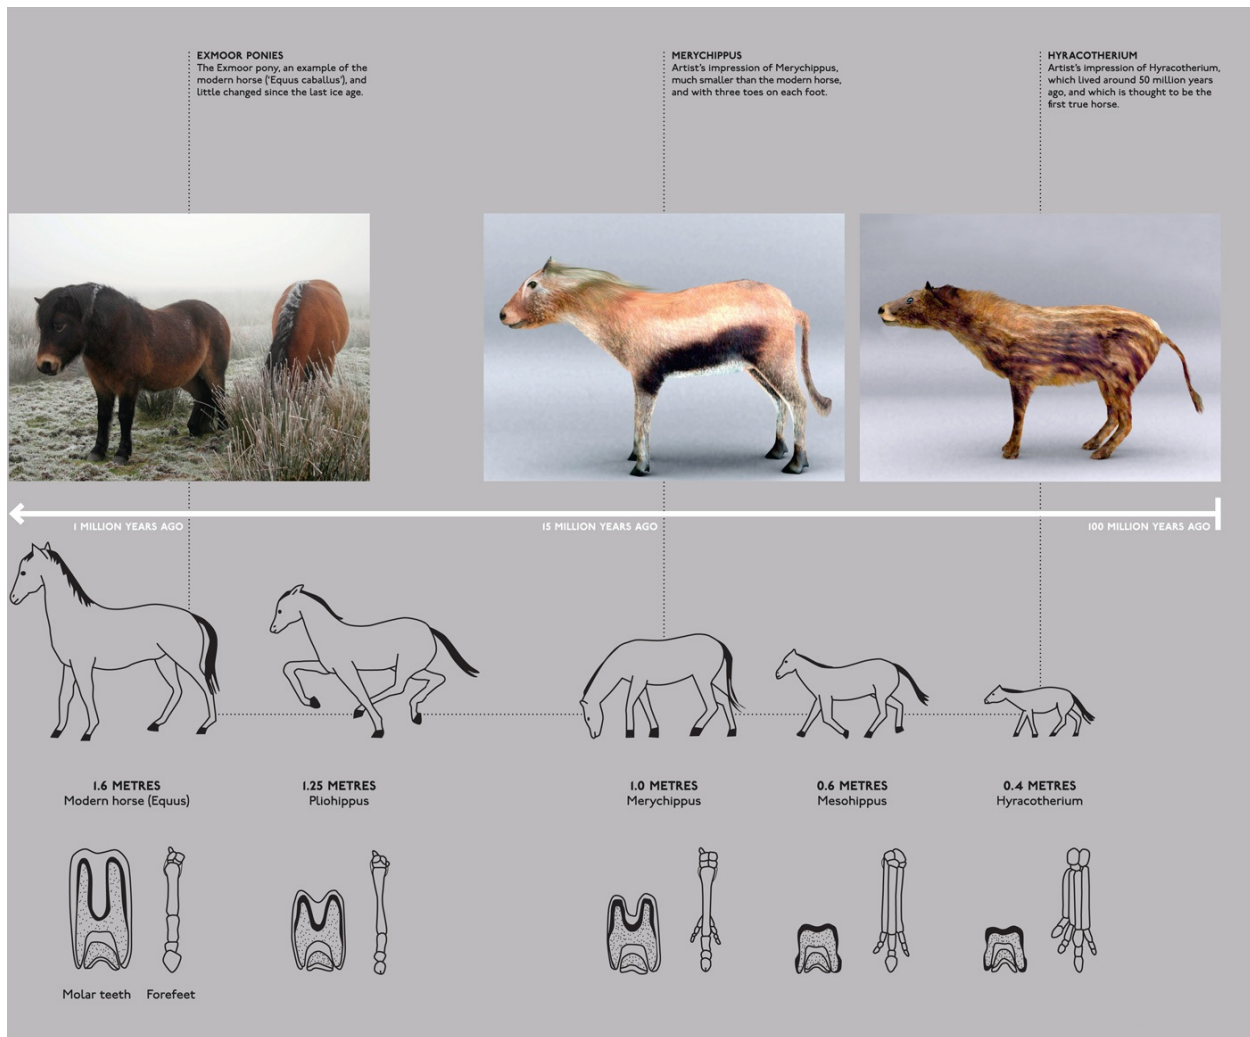 EXMOOR PONIES
The Exmoor pony, an example of the
modern horse ('Equus caballus'), and
little changed since the last ice age.
MERYCHIPPUS
Artist's impression of Merychippus,
much smaller than the modern horse,
and with three toes on each foot.
HYRACOTHERIUM
Artist's impression of Hyracotherium,
which lived around 50 million years
ago, and which is thought to be the
first true horse.
1 MILLION YEARS AGO
15 MILLION YEARS AGO
100 MILLION YEARS AGO
1.6 METRES
Modern horse (Equus)
1.25 METRES
Pliohippus
1.0 METRES
Merychippus
0.6 METRES
Mesohippus
0.4 METRES
Hyracotherium
Molar teeth
Forefeet